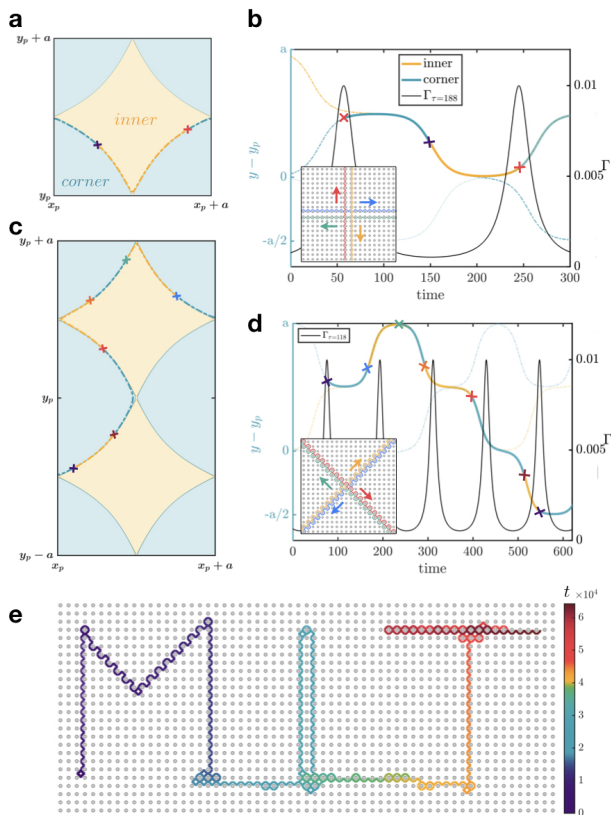 a
y_p + a
inner
corner
y_p
x_p
x_p + a
b
a
y − y_p
0
-a/2
inner
corner
Γ_{τ=188}
0.01
0.005
Γ
0
0 50 100 150 200 250 300
time
c
y_p + a
y_p
y_p − a
x_p
x_p + a
d
a
y − y_p
0
-a/2
Γ_{τ=118}
0.01
0.005
Γ
0
0 100 200 300 400 500 600
time
e
t ×10^4
6
5
4
3
2
1
0